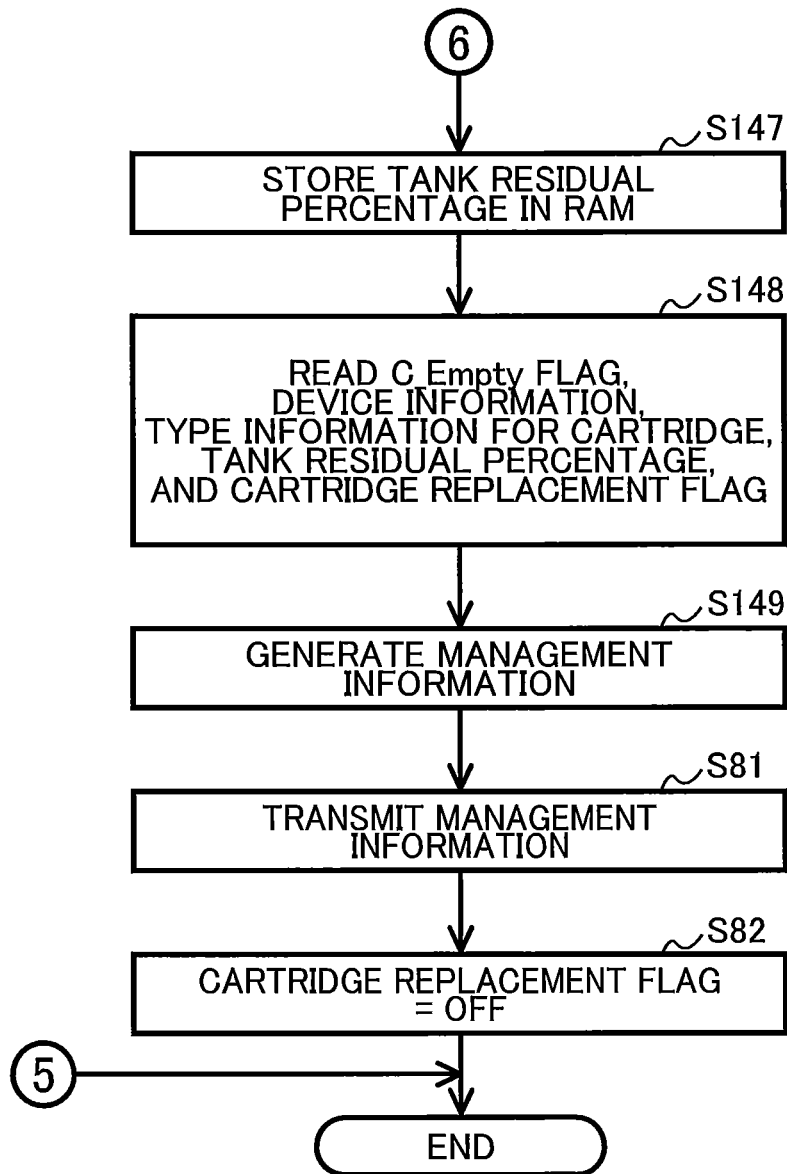 6
S147
STORE TANK RESIDUAL
PERCENTAGE IN RAM
S148
READ C_Empty FLAG,
DEVICE INFORMATION,
TYPE INFORMATION FOR CARTRIDGE,
TANK RESIDUAL PERCENTAGE,
AND CARTRIDGE REPLACEMENT FLAG
S149
GENERATE MANAGEMENT
INFORMATION
S81
TRANSMIT MANAGEMENT
INFORMATION
S82
CARTRIDGE REPLACEMENT FLAG
= OFF
5
END